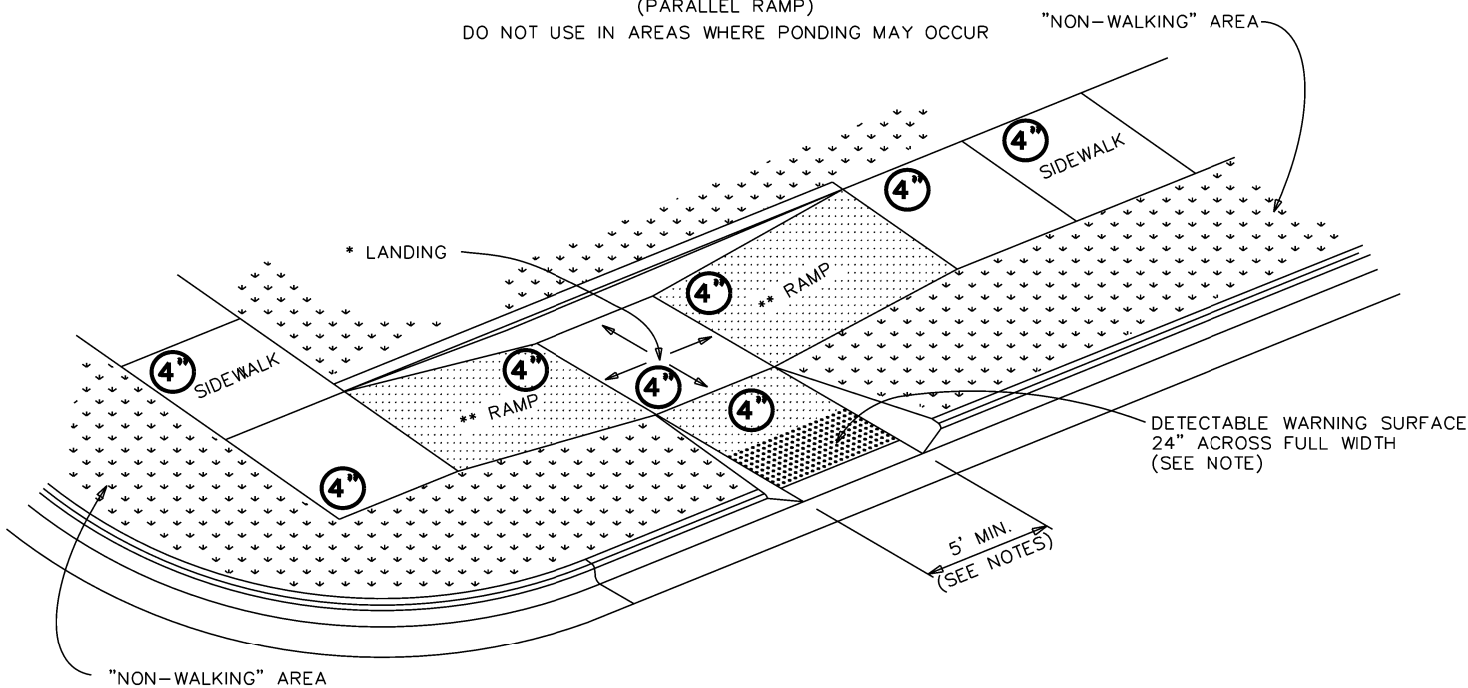 (PARALLEL RAMP)
DO NOT USE IN AREAS WHERE PONDING MAY OCCUR
"NON-WALKING" AREA
4"
SIDEWALK
4"
* LANDING
4"
** RAMP
4"
SIDEWALK
4"
** RAMP
4"
4"
4"
DETECTABLE WARNING SURFACE
24" ACROSS FULL WIDTH
(SEE NOTE)
5' MIN.
(SEE NOTES)
"NON-WALKING" AREA